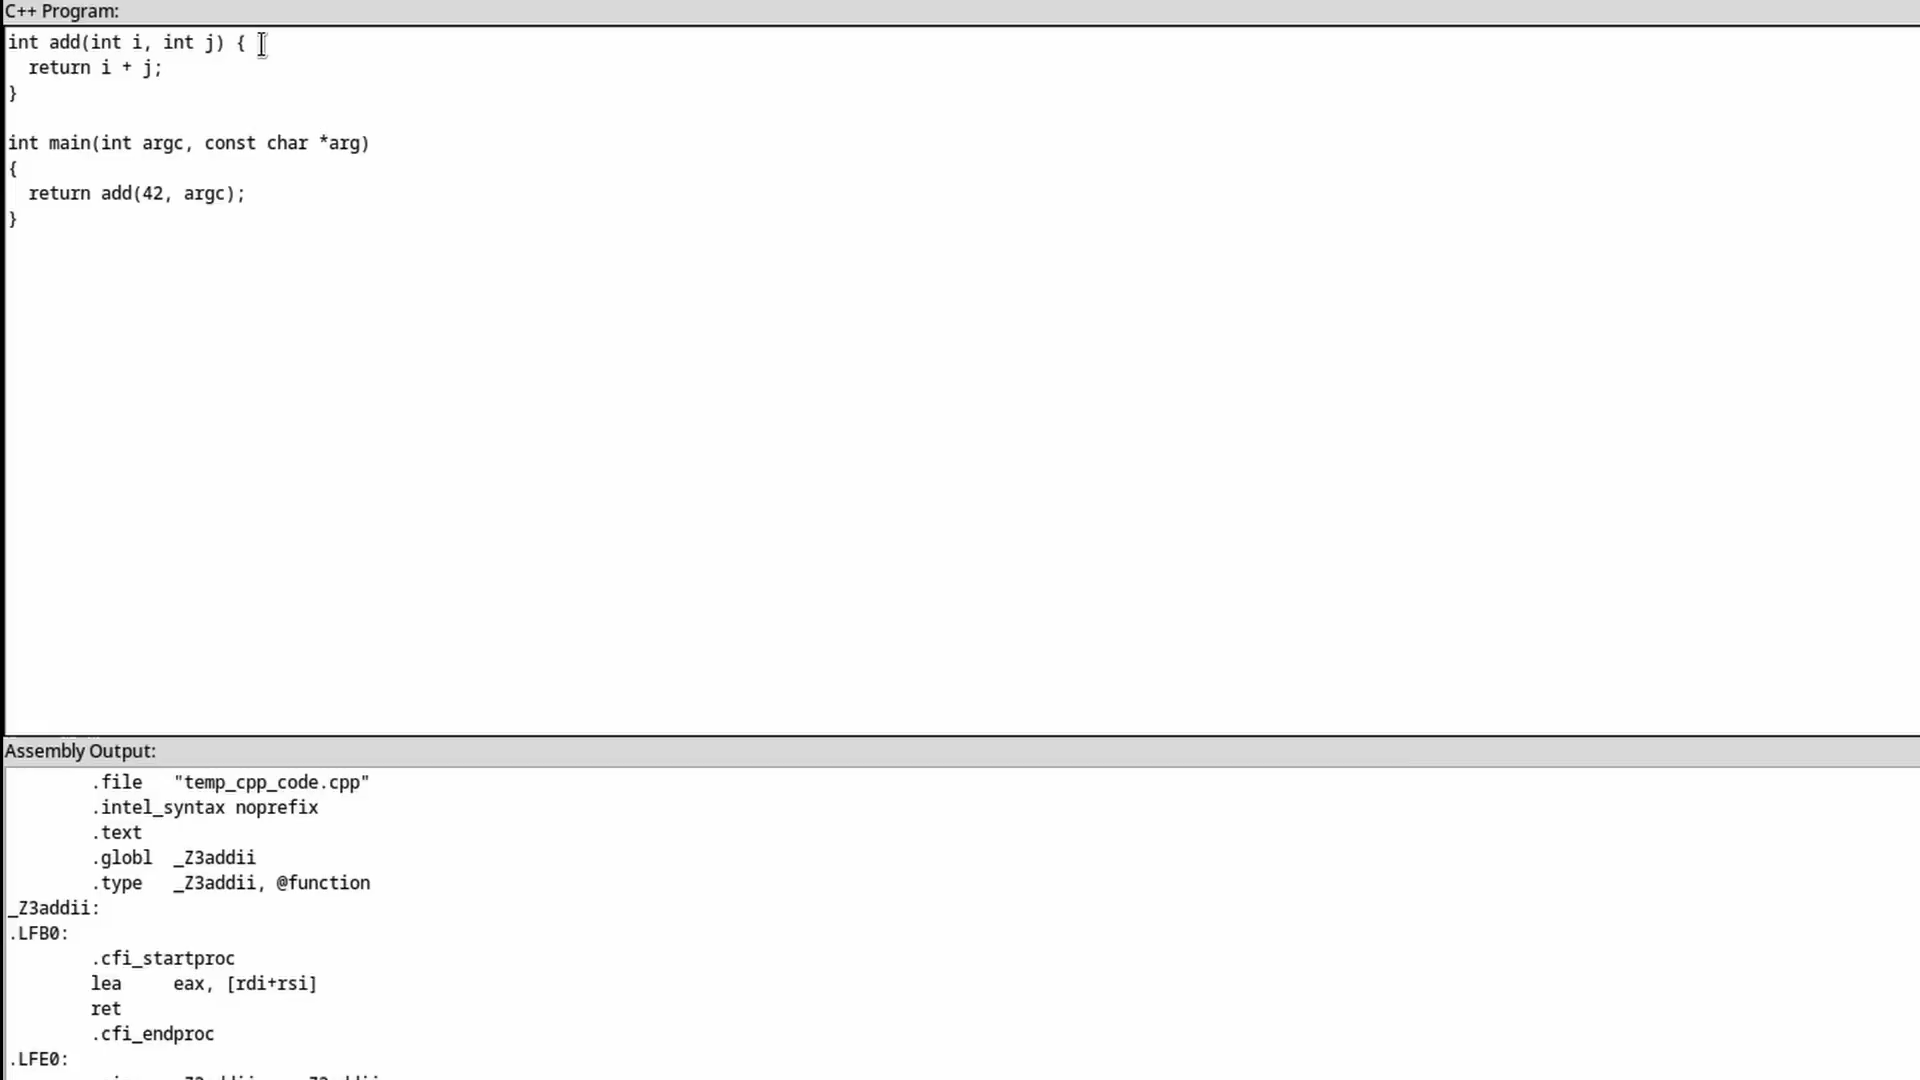 C++ Program:
int add(int i, int j) {
  return i + j;
}

int main(int argc, const char *arg)
{
  return add(42, argc);
}
Assembly Output:
        .file   "temp_cpp_code.cpp"
        .intel_syntax noprefix
        .text
        .globl  _Z3addii
        .type   _Z3addii, @function
_Z3addii:
.LFB0:
        .cfi_startproc
        lea     eax, [rdi+rsi]
        ret
        .cfi_endproc
.LFE0: